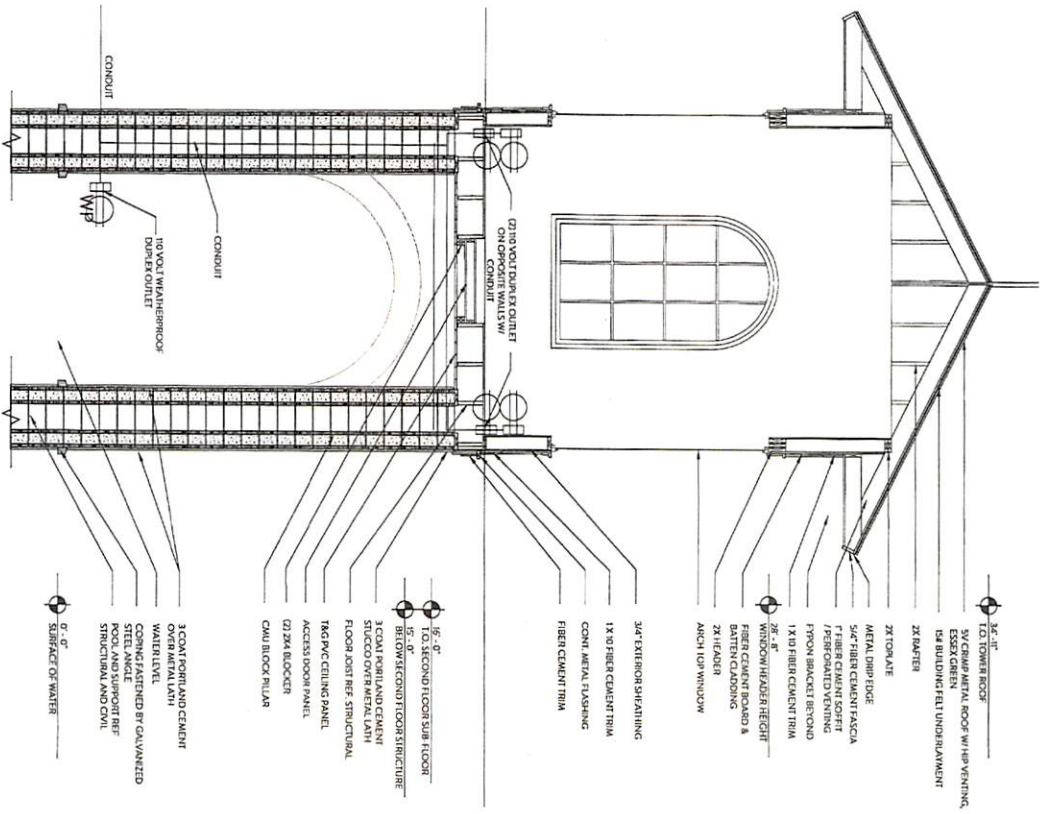 34'- 11"
T.O. TOWER ROOF
5V CRIMP METAL ROOF W/ HIP VENTING,
ESSEX GREEN
15# BUILDING FELT UNDERLAYMENT
2X RAFTER
2X TOPLATE
METAL DRIP EDGE
5/4" FIBER CEMENT FASCIA
1" FIBER CEMENT SOFFIT
/ PERFORATED VENTING
FYPON BRACKET BEYOND
1 X 10 FIBER CEMENT TRIM
28' - 8"
WINDOW HEADER HEIGHT
FIBER CEMENT BOARD &
BATTEN CLADDING
2X HEADER
ARCH TOP WINDOW
3/4" EXTERIOR SHEATHING
1 X 10 FIBER CEMENT TRIM
CONT. METAL FLASHING
FIBER CEMENT TRIM
(2) 110 VOLT DUPLEX OUTLET
ON OPPOSITE WALLS W/
CONDUIT
16' - 0"
T.O. SECOND FLOOR SUB-FLOOR
15' - 0"
BELOW SECOND FLOOR STRUCTURE
3 COAT PORTLAND CEMENT
STUCCO OVER METAL LATH
FLOOR JOIST REF. STRUCTURAL
T&G PVC CEILING PANEL
ACCESS DOOR PANEL
(2) 2X4 BLOCKER
CMU BLOCK PILLAR
CONDUIT
CONDUIT
110 VOLT WEATHERPROOF
DUPLEX OUTLET
WP
3 COAT PORTLAND CEMENT
OVER METAL LATH
WATER LEVEL
COPING FASTENED BY GALVANIZED
STEEL ANGLE
POOL AND SUPPORT REF
STRUCTURAL AND CIVIL
0' - 0"
SURFACE OF WATER